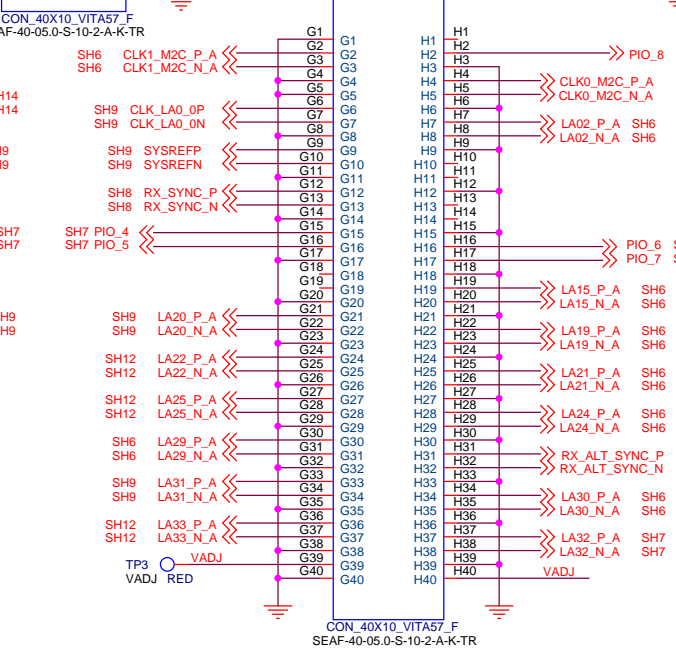 CON_40X10_VITA57_F
AF-40-05.0-S-10-2-A-K-TR
G1 G1 H1 H1
SH6 CLK1_M2C_P_A G2 G2 H2 H2 PIO_8
SH6 CLK1_M2C_N_A G3 G3 H3 H3
G4 G4 H4 H4 CLK0_M2C_P_A
H14 G5 G5 H5 H5 CLK0_M2C_N_A
H14 SH9 CLK_LA0_0P G6 G6 H6 H6
SH9 CLK_LA0_0N G7 G7 H7 H7 LA02_P_A SH6
G8 G8 H8 H8 LA02_N_A SH6
9 SH9 SYSREFP G9 G9 H9 H9
9 SH9 SYSREFN G10 G10 H10 H10
G11 G11 H11 H11
SH8 RX_SYNC_P G12 G12 H12 H12
SH8 RX_SYNC_N G13 G13 H13 H13
G14 G14 H14 H14
SH7 SH7 PIO_4 G15 G15 H15 H15
SH7 SH7 PIO_5 G16 G16 H16 H16 PIO_6 S
G17 G17 H17 H17 PIO_7 S
G18 G18 H18 H18
G19 G19 H19 H19 LA15_P_A SH6
G20 G20 H20 H20 LA15_N_A SH6
H9 SH9 LA20_P_A G21 G21 H21 H21
H9 SH9 LA20_N_A G22 G22 H22 H22 LA19_P_A SH6
G23 G23 H23 H23 LA19_N_A SH6
SH12 LA22_P_A G24 G24 H24 H24
SH12 LA22_N_A G25 G25 H25 H25 LA21_P_A SH6
G26 G26 H26 H26 LA21_N_A SH6
SH12 LA25_P_A G27 G27 H27 H27
SH12 LA25_N_A G28 G28 H28 H28 LA24_P_A SH6
G29 G29 H29 H29 LA24_N_A SH6
SH6 LA29_P_A G30 G30 H30 H30
SH6 LA29_N_A G31 G31 H31 H31 RX_ALT_SYNC_P
G32 G32 H32 H32 RX_ALT_SYNC_N
SH9 LA31_P_A G33 G33 H33 H33
SH9 LA31_N_A G34 G34 H34 H34 LA30_P_A SH6
G35 G35 H35 H35 LA30_N_A SH6
SH12 LA33_P_A G36 G36 H36 H36
SH12 LA33_N_A G37 G37 H37 H37 LA32_P_A SH7
G38 G38 H38 H38 LA32_N_A SH7
TP3 VADJ G39 G39 H39 H39
VADJ RED G40 G40 H40 H40 VADJ
CON_40X10_VITA57_F
SEAF-40-05.0-S-10-2-A-K-TR